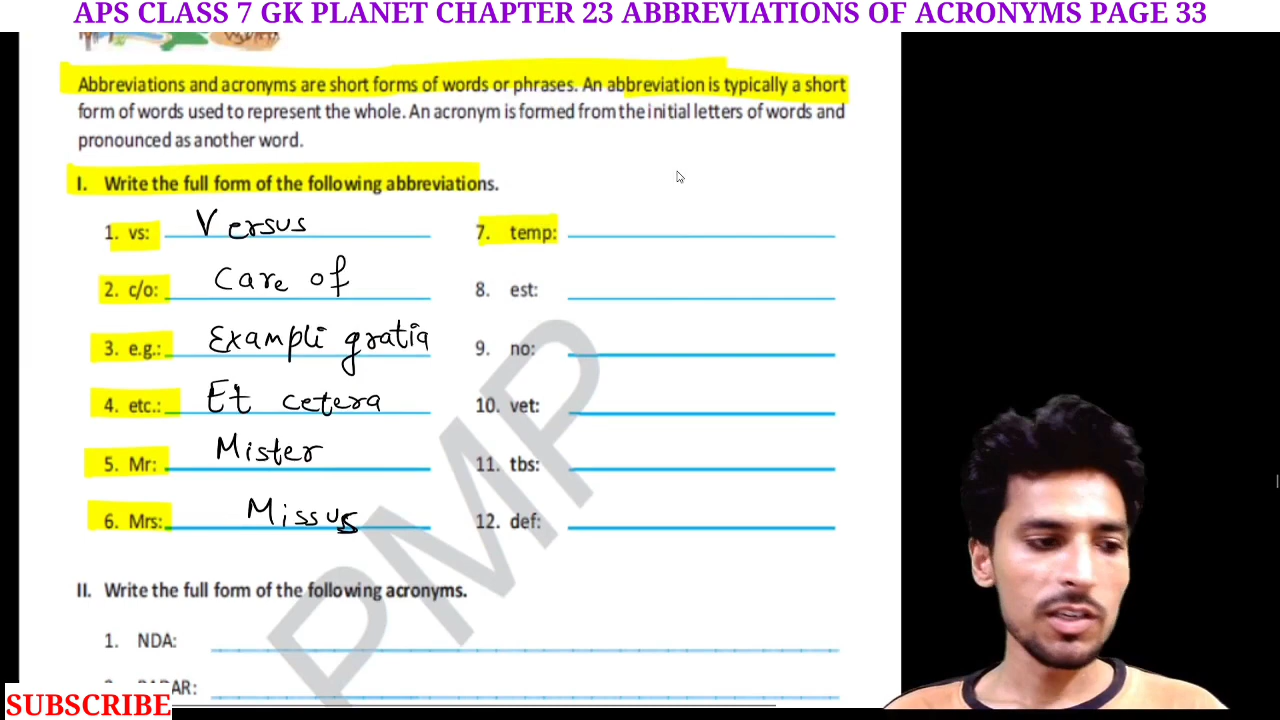 APS CLASS 7 GK PLANET CHAPTER 23 ABBREVIATIONS OF ACRONYMS PAGE 33
Abbreviations and acronyms are short forms of words or phrases. An abbreviation is typically a short
form of words used to represent the whole. An acronym is formed from the initial letters of words and
pronounced as another word.
I. Write the full form of the following abbreviations.
1. vs: Versus
2. c/o: Care of
3. e.g.: Exampli gratia
4. etc.: Et cetera
5. Mr: Mister
6. Mrs: Missus
7. temp:
8. est:
9. no:
10. vet:
11. tbs:
12. def:
PMP
II. Write the full form of the following acronyms.
1. NDA:
SUBSCRIBE